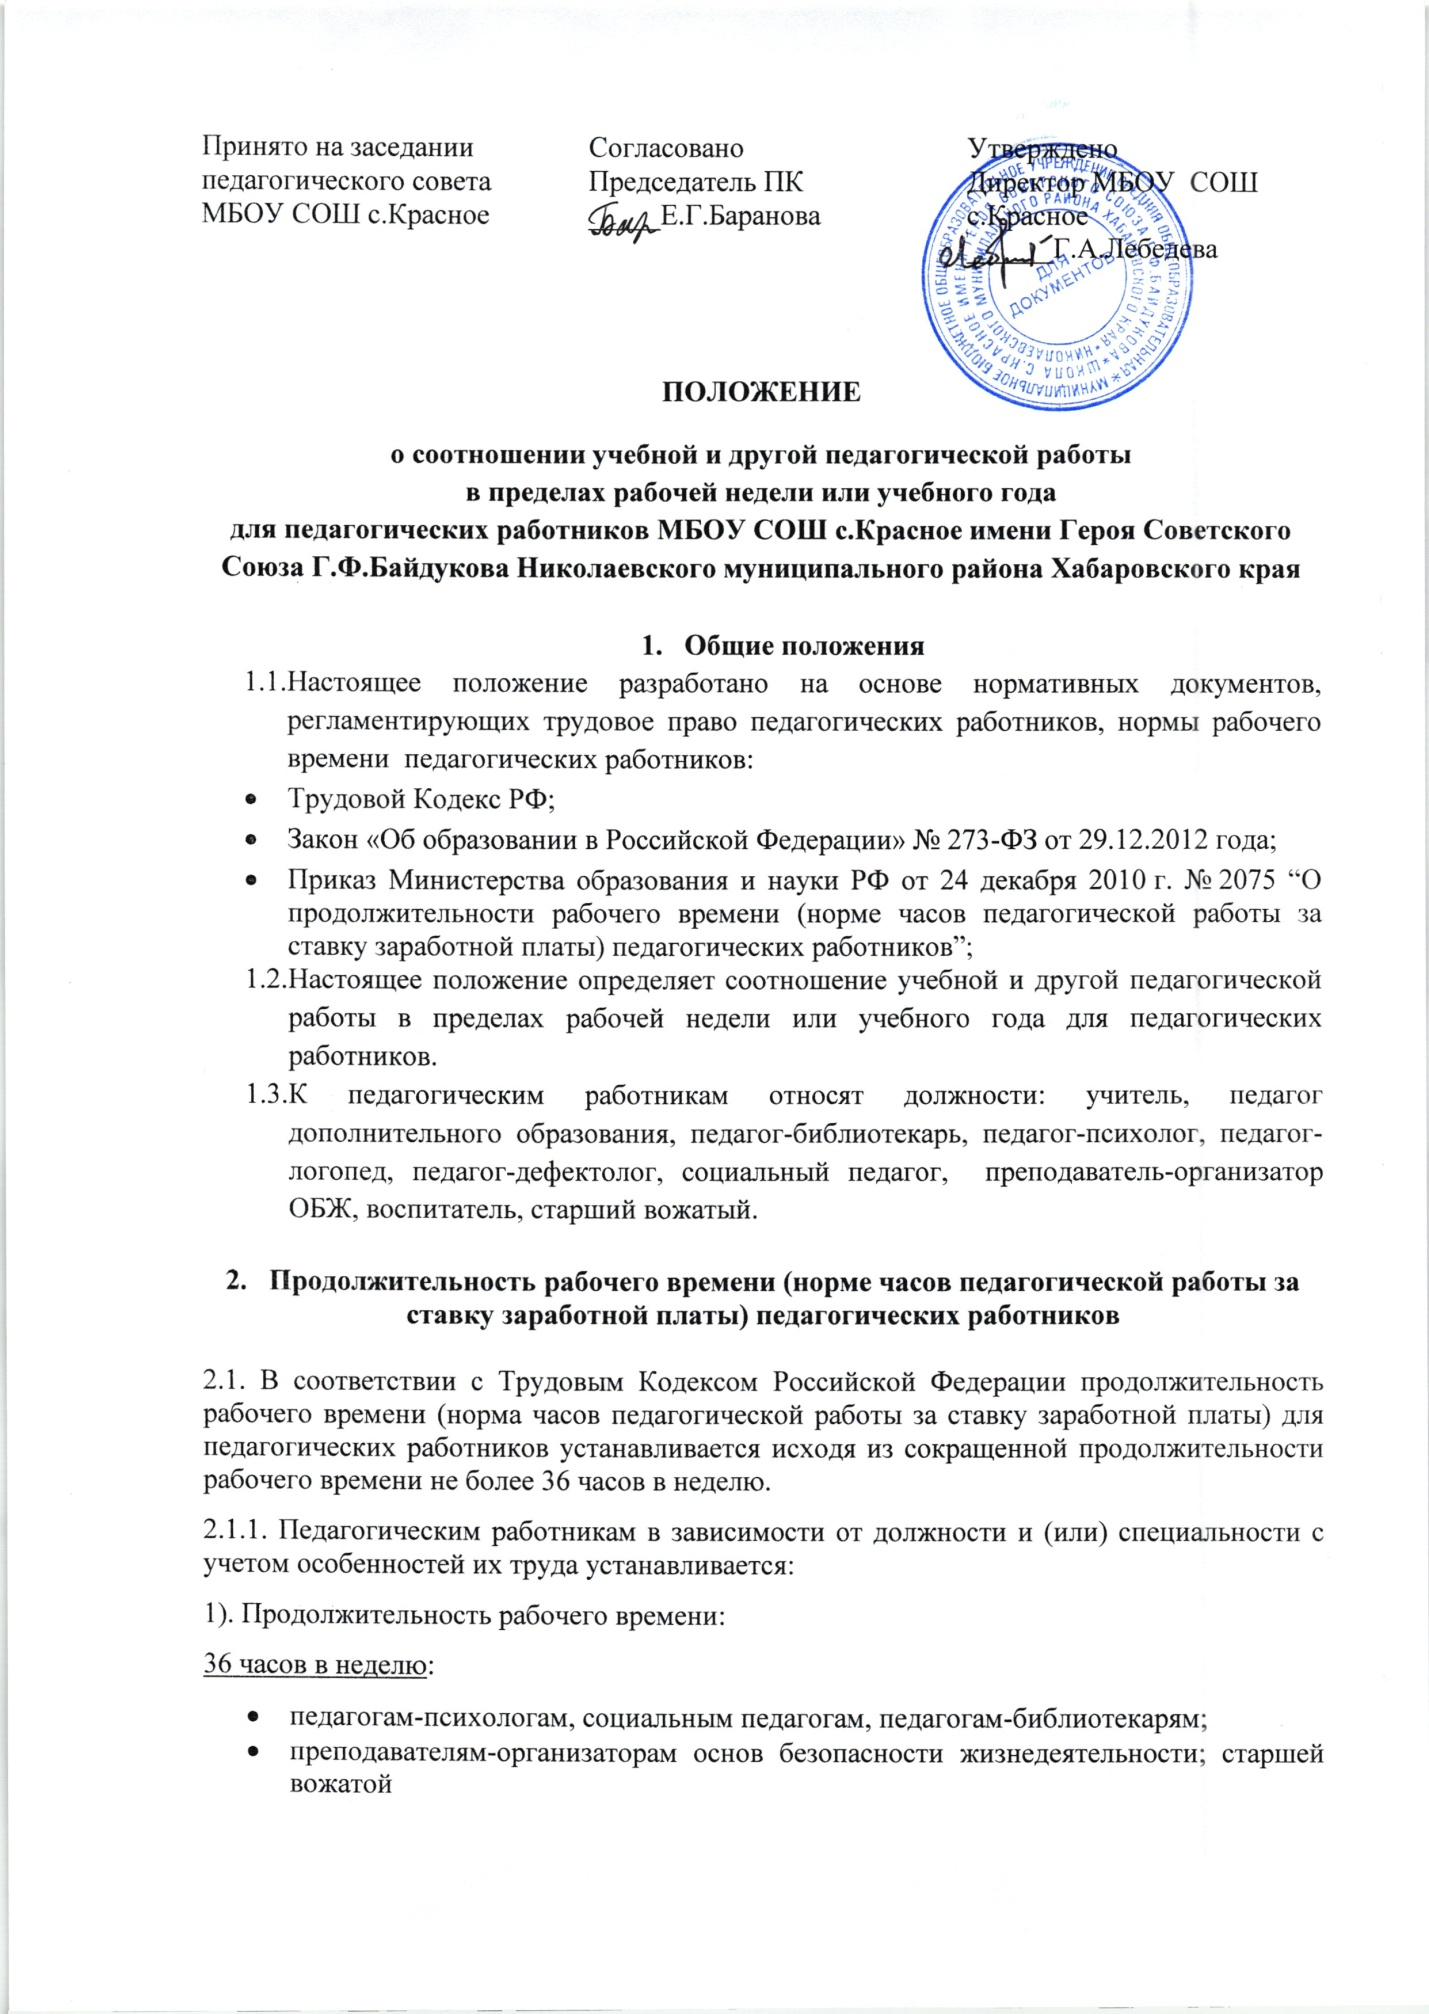 Принято на заседании
педагогического совета
МБОУ СОШ с.Красное
Согласовано
Председатель ПК
Е.Г.Баранова
Утверждено
Директор МБОУ СОШ
с.Красное
Г.А.Лебедева
ДЛЯ
ДОКУМЕНТОВ
ПОЛОЖЕНИЕ
о соотношении учебной и другой педагогической работы
в пределах рабочей недели или учебного года
для педагогических работников МБОУ СОШ с.Красное имени Героя Советского
Союза Г.Ф.Байдукова Николаевского муниципального района Хабаровского края
1. Общие положения
1.1.Настоящее положение разработано на основе нормативных документов,
регламентирующих трудовое право педагогических работников, нормы рабочего
времени педагогических работников:
• Трудовой Кодекс РФ;
• Закон «Об образовании в Российской Федерации» № 273-ФЗ от 29.12.2012 года;
• Приказ Министерства образования и науки РФ от 24 декабря 2010 г. № 2075 “О
продолжительности рабочего времени (норме часов педагогической работы за
ставку заработной платы) педагогических работников”;
1.2.Настоящее положение определяет соотношение учебной и другой педагогической
работы в пределах рабочей недели или учебного года для педагогических
работников.
1.3.К педагогическим работникам относят должности: учитель, педагог
дополнительного образования, педагог-библиотекарь, педагог-психолог, педагог-
логопед, педагог-дефектолог, социальный педагог, преподаватель-организатор
ОБЖ, воспитатель, старший вожатый.
2. Продолжительность рабочего времени (норме часов педагогической работы за
ставку заработной платы) педагогических работников
2.1. В соответствии с Трудовым Кодексом Российской Федерации продолжительность
рабочего времени (норма часов педагогической работы за ставку заработной платы) для
педагогических работников устанавливается исходя из сокращенной продолжительности
рабочего времени не более 36 часов в неделю.
2.1.1. Педагогическим работникам в зависимости от должности и (или) специальности с
учетом особенностей их труда устанавливается:
1). Продолжительность рабочего времени:
36 часов в неделю:
• педагогам-психологам, социальным педагогам, педагогам-библиотекарям;
• преподавателям-организаторам основ безопасности жизнедеятельности; старшей
вожатой